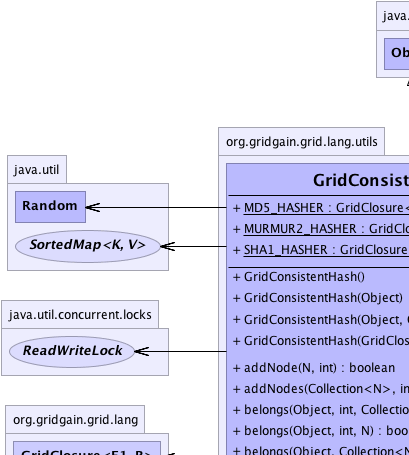 java.
Ob
org.gridgain.grid.lang.utils
java.util
GridConsist
Random
+ MD5_HASHER : GridClosure<
+ MURMUR2_HASHER : GridClo
SortedMap<K, V>
+ SHA1_HASHER : GridClosure
+ GridConsistentHash()
+ GridConsistentHash(Object)
java.util.concurrent.locks
+ GridConsistentHash(Object,
+ GridConsistentHash(GridClos
ReadWriteLock
+ addNode(N, int) : boolean
+ addNodes(Collection<N>, in
+ belongs(Object, int, Collectio
org.gridgain.grid.lang
+ belongs(Object, int, N) : boo
GridClosure<E1, R>
+ belongs(Object, Collection<N